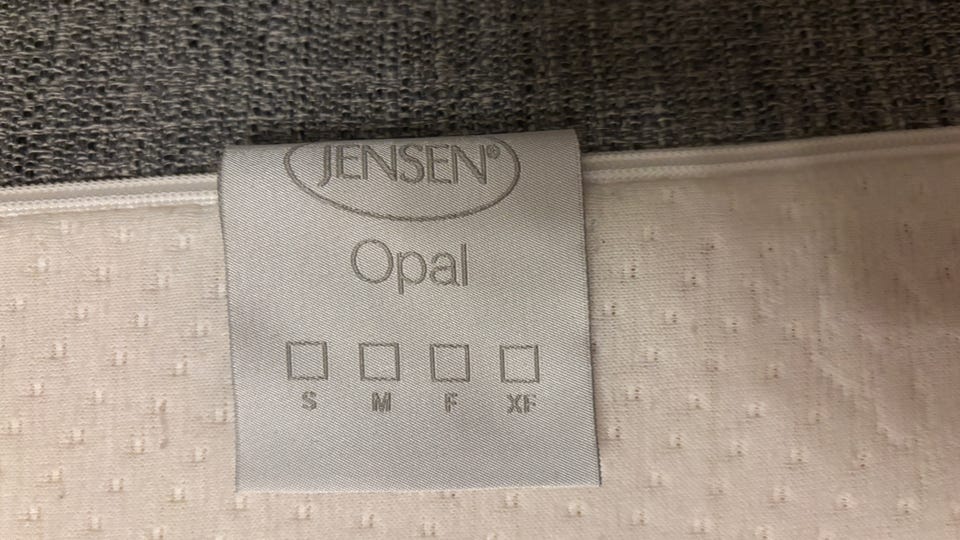 JENSEN®
Opal
S M F XF